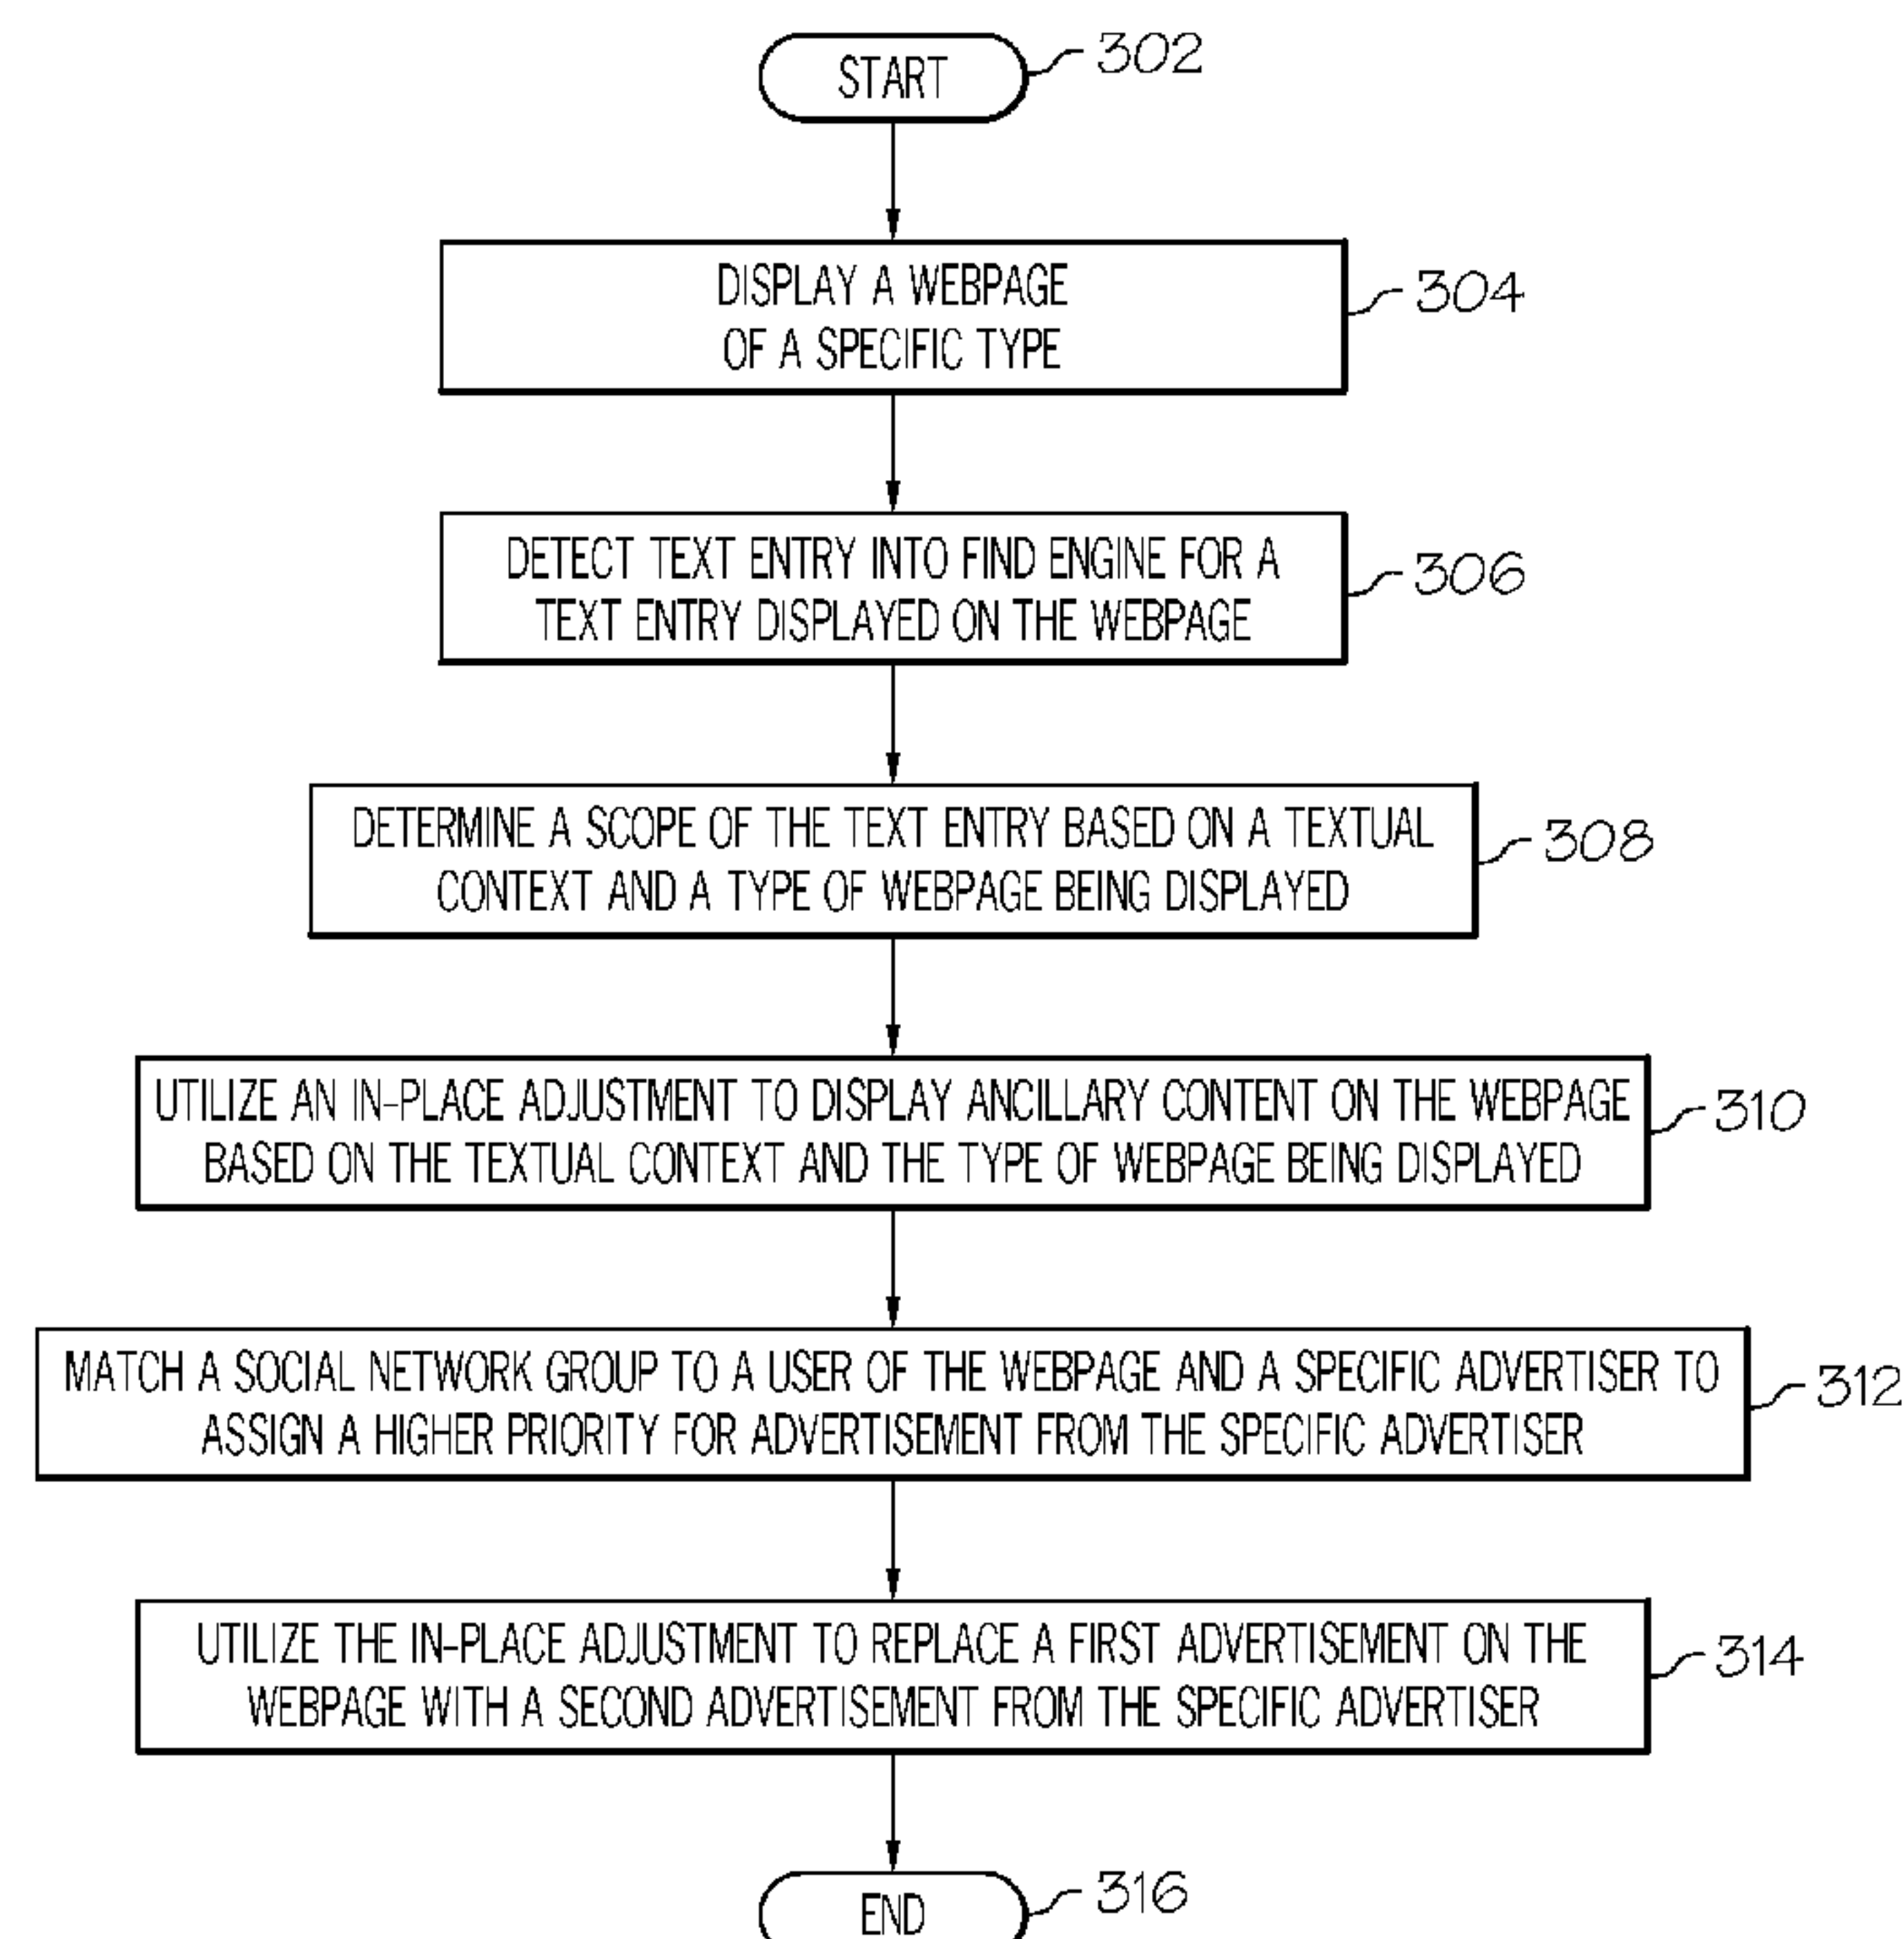 START
302
DISPLAY A WEBPAGE
OF A SPECIFIC TYPE
304
DETECT TEXT ENTRY INTO FIND ENGINE FOR A
TEXT ENTRY DISPLAYED ON THE WEBPAGE
306
DETERMINE A SCOPE OF THE TEXT ENTRY BASED ON A TEXTUAL
CONTEXT AND A TYPE OF WEBPAGE BEING DISPLAYED
308
UTILIZE AN IN-PLACE ADJUSTMENT TO DISPLAY ANCILLARY CONTENT ON THE WEBPAGE
BASED ON THE TEXTUAL CONTEXT AND THE TYPE OF WEBPAGE BEING DISPLAYED
310
MATCH A SOCIAL NETWORK GROUP TO A USER OF THE WEBPAGE AND A SPECIFIC ADVERTISER TO
ASSIGN A HIGHER PRIORITY FOR ADVERTISEMENT FROM THE SPECIFIC ADVERTISER
312
UTILIZE THE IN-PLACE ADJUSTMENT TO REPLACE A FIRST ADVERTISEMENT ON THE
WEBPAGE WITH A SECOND ADVERTISEMENT FROM THE SPECIFIC ADVERTISER
314
END
316